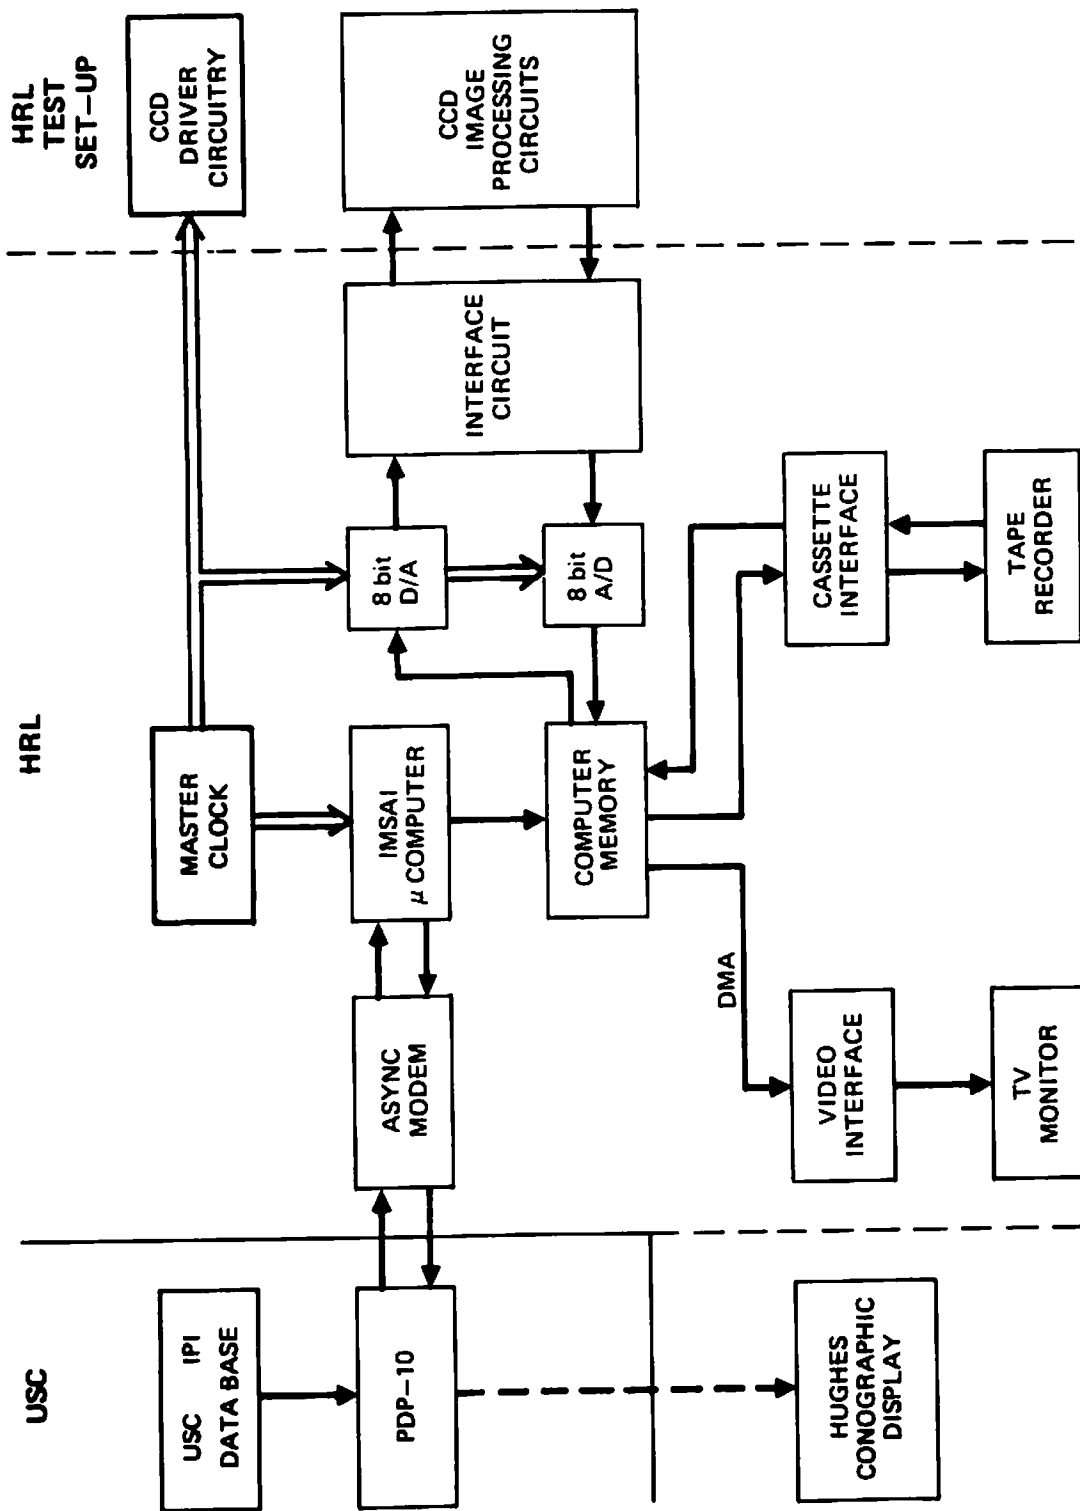 USC
HRL
HRL
TEST
SET-UP
USC IPI
DATA BASE
MASTER
CLOCK
CCD
DRIVER
CIRCUITRY
PDP-10
ASYNC
MODEM
IMSAI
μ COMPUTER
8 bit
D/A
INTERFACE
CIRCUIT
CCD
IMAGE
PROCESSING
CIRCUITS
COMPUTER
MEMORY
8 bit
A/D
DMA
HUGHES
CONOGRAPHIC
DISPLAY
VIDEO
INTERFACE
CASSETTE
INTERFACE
TV
MONITOR
TAPE
RECORDER